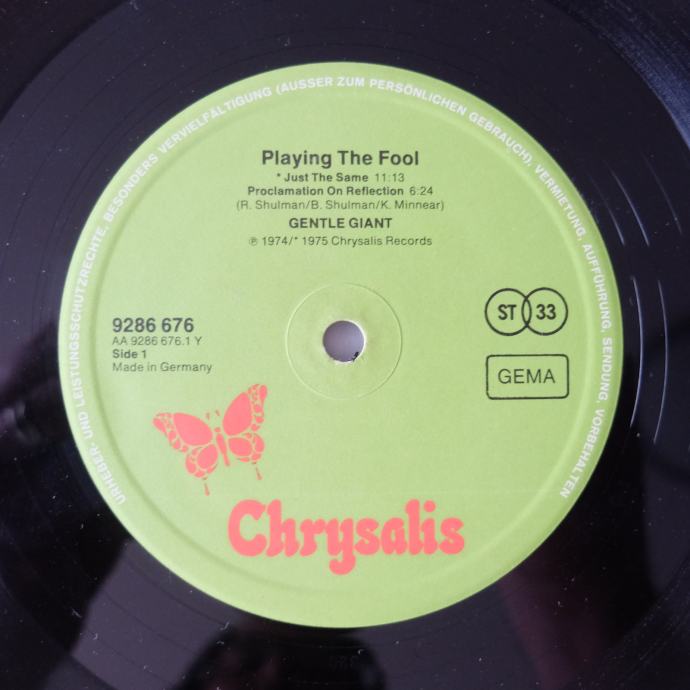 URHEBER- UND LEISTUNGSSCHUTZRECHTE, BESONDERS VERVIELFÄLTIGUNG (AUSSER ZUM PERSÖNLICHEN GEBRAUCH), VERMIETUNG, AUFFÜHRUNG, SENDUNG, VORBEHALTEN
Playing The Fool
* Just The Same 11:13
Proclamation On Reflection 6:24
(R. Shulman/B. Shulman/K. Minnear)
GENTLE GIANT
℗ 1974/* 1975 Chrysalis Records
ST 33
9286 676
AA 9286 676.1 Y
Side 1
Made in Germany
GEMA
Chrysalis